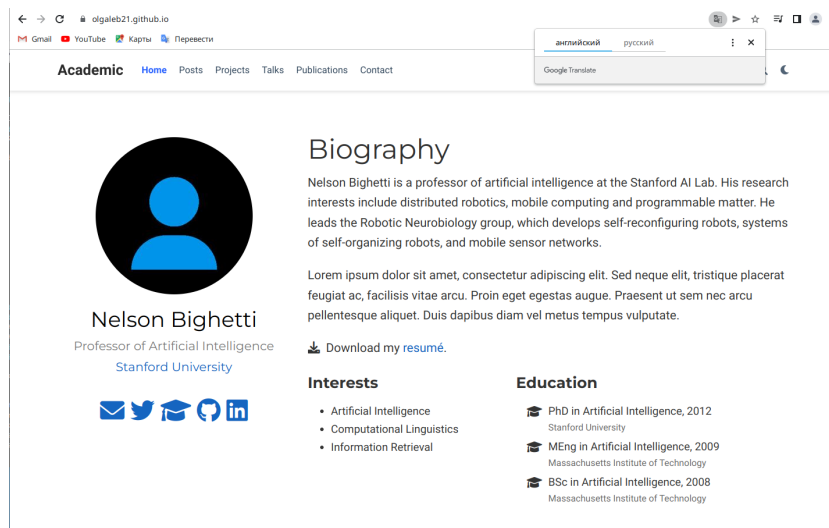 olgaleb21.github.io
Gmail YouTube Карты Перевести
английский русский
Google Translate
Academic Home Posts Projects Talks Publications Contact
Biography
Nelson Bighetti is a professor of artificial intelligence at the Stanford AI Lab. His research
interests include distributed robotics, mobile computing and programmable matter. He
leads the Robotic Neurobiology group, which develops self-reconfiguring robots, systems
of self-organizing robots, and mobile sensor networks.
Lorem ipsum dolor sit amet, consectetur adipiscing elit. Sed neque elit, tristique placerat
feugiat ac, facilisis vitae arcu. Proin eget egestas augue. Praesent ut sem nec arcu
pellentesque aliquet. Duis dapibus diam vel metus tempus vulputate.
Nelson Bighetti
Professor of Artificial Intelligence
Stanford University
Download my resumé.
Interests
Artificial Intelligence
Computational Linguistics
Information Retrieval
Education
PhD in Artificial Intelligence, 2012
Stanford University
MEng in Artificial Intelligence, 2009
Massachusetts Institute of Technology
BSc in Artificial Intelligence, 2008
Massachusetts Institute of Technology